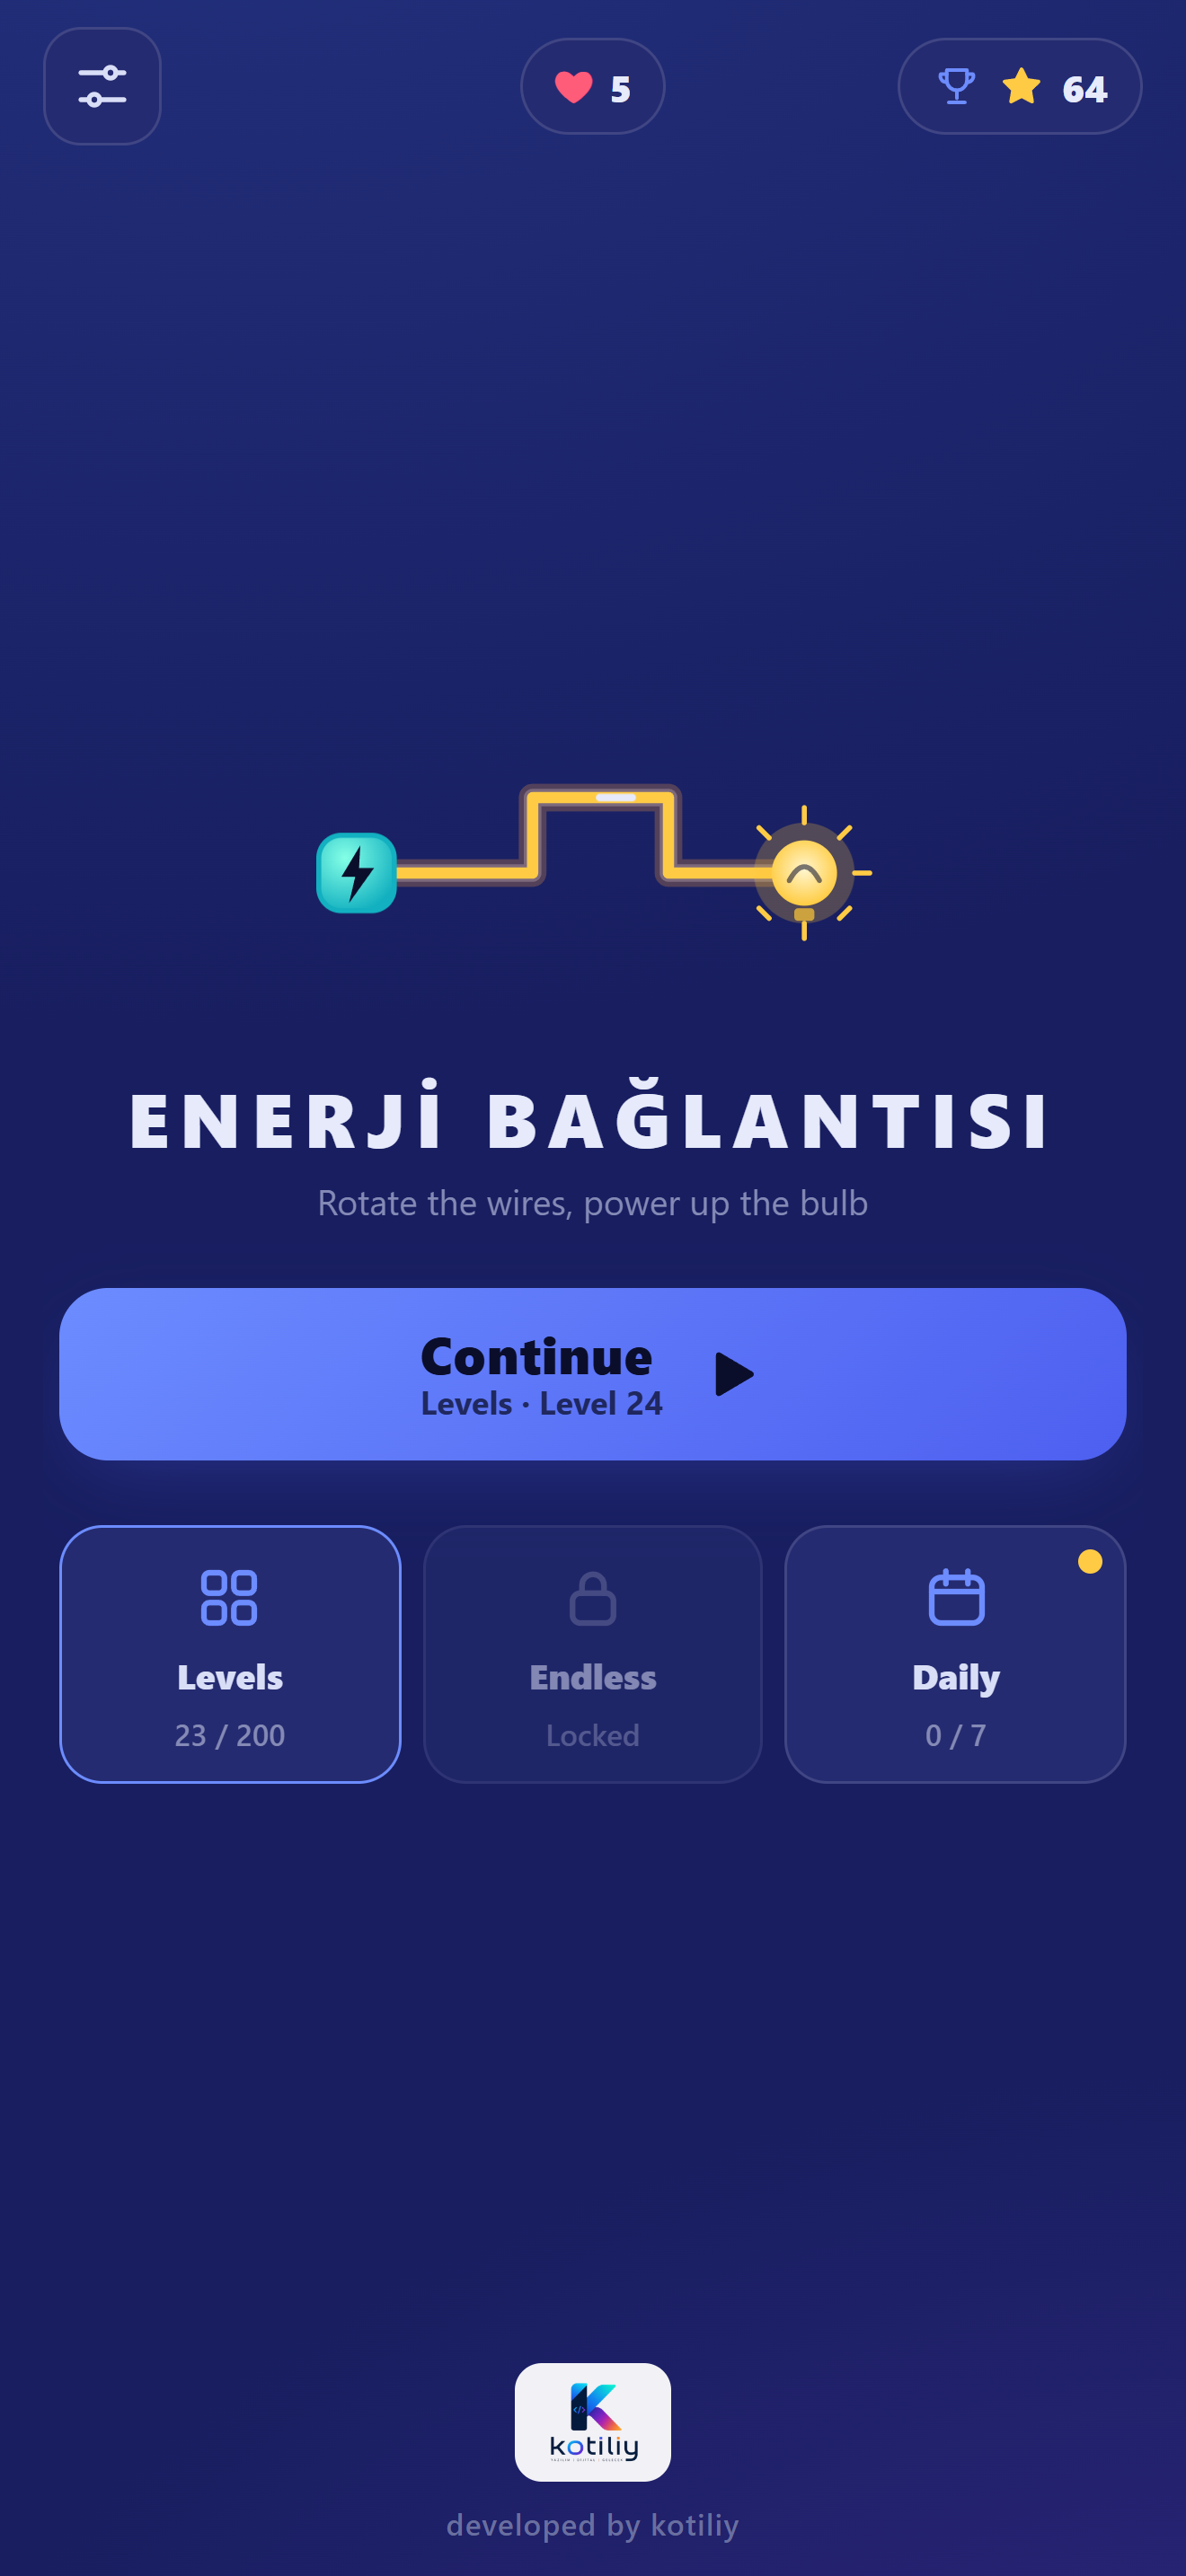 5
64
ENERJİ BAĞLANTISI
Rotate the wires, power up the bulb
Continue
Levels · Level 24
Levels
23 / 200
Endless
Locked
Daily
0 / 7
kotiliy
developed by kotiliy